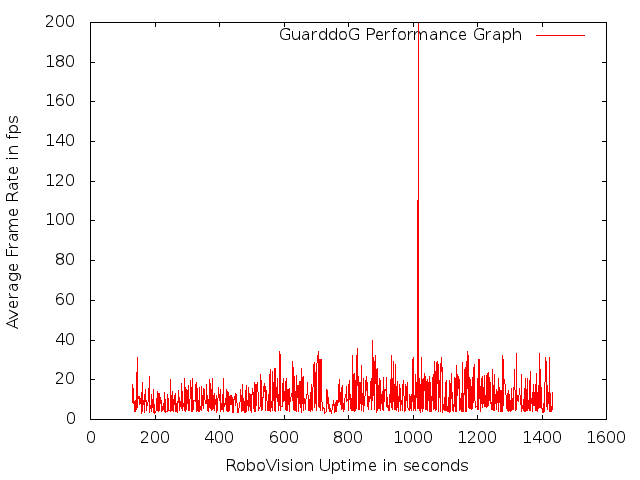 GuarddoG Performance Graph
200
180
160
140
120
100
80
60
40
20
0
Average Frame Rate in fps
0 200 400 600 800 1000 1200 1400 1600
RoboVision Uptime in seconds